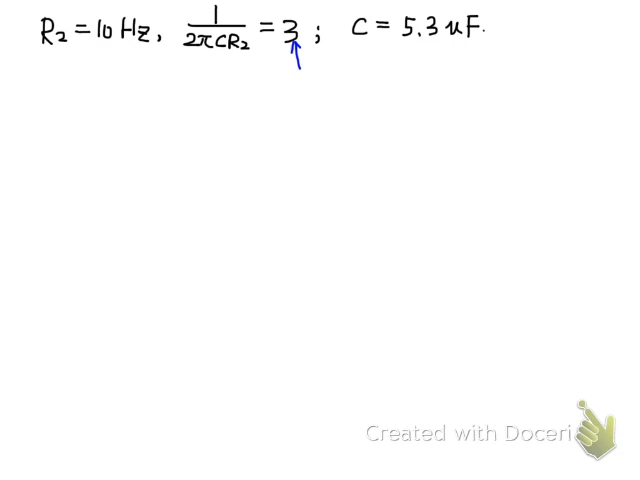 R₂ = 10 Hz, 1/(2πCR₂) = 3 ; C = 5.3 uF.
Created with Doceri